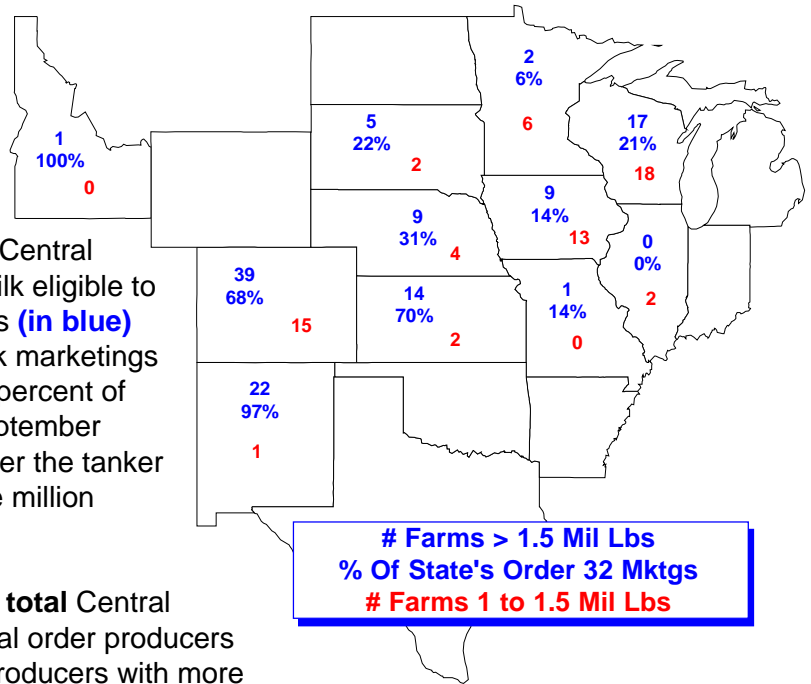 2
6%
6
5
22%
2
17
21%
18
1
100%
0
9
31%
4
9
14%
13
0
0%
2
39
68%
15
14
70%
2
1
14%
0
22
97%
1
Central
ilk eligible to
s (in blue)
k marketings
percent of
otember
er the tanker
e million
# Farms > 1.5 Mil Lbs
% Of State's Order 32 Mktgs
# Farms 1 to 1.5 Mil Lbs
total Central
al order producers
roducers with more